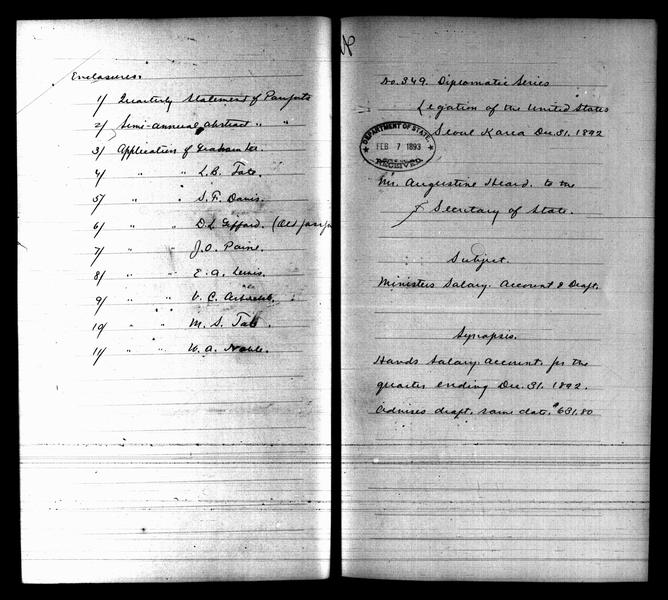 Enclosures.
1/ Quarterly Statement of Passports
2/ Semi-annual abstract " "
3/ Application of Graham Lee.
4/ " " L.B. Tate.
5/ " " S.F. Davis.
6/ " " D.L. Gifford. (Old
7/ " " J.O. Paine.
8/ " " E.A. Lewis.
9/ " " V.C.
10/ " " M.S. Tate.
11/ " " W.A. Noble.
No. 349. Diplomatic Series
Legation of the United States
Seoul Korea Dec. 31. 1892
DEPARTMENT OF STATE.
FEB 7 1893
RECEIVED.
Mr. Augustine Heard. to the
Secretary of State.
Subject.
Ministers Salary. Account & Draft.
Synopsis.
Hands Salary account for the
quarter ending Dec. 31. 1892.
Advises draft, same date, $631.80